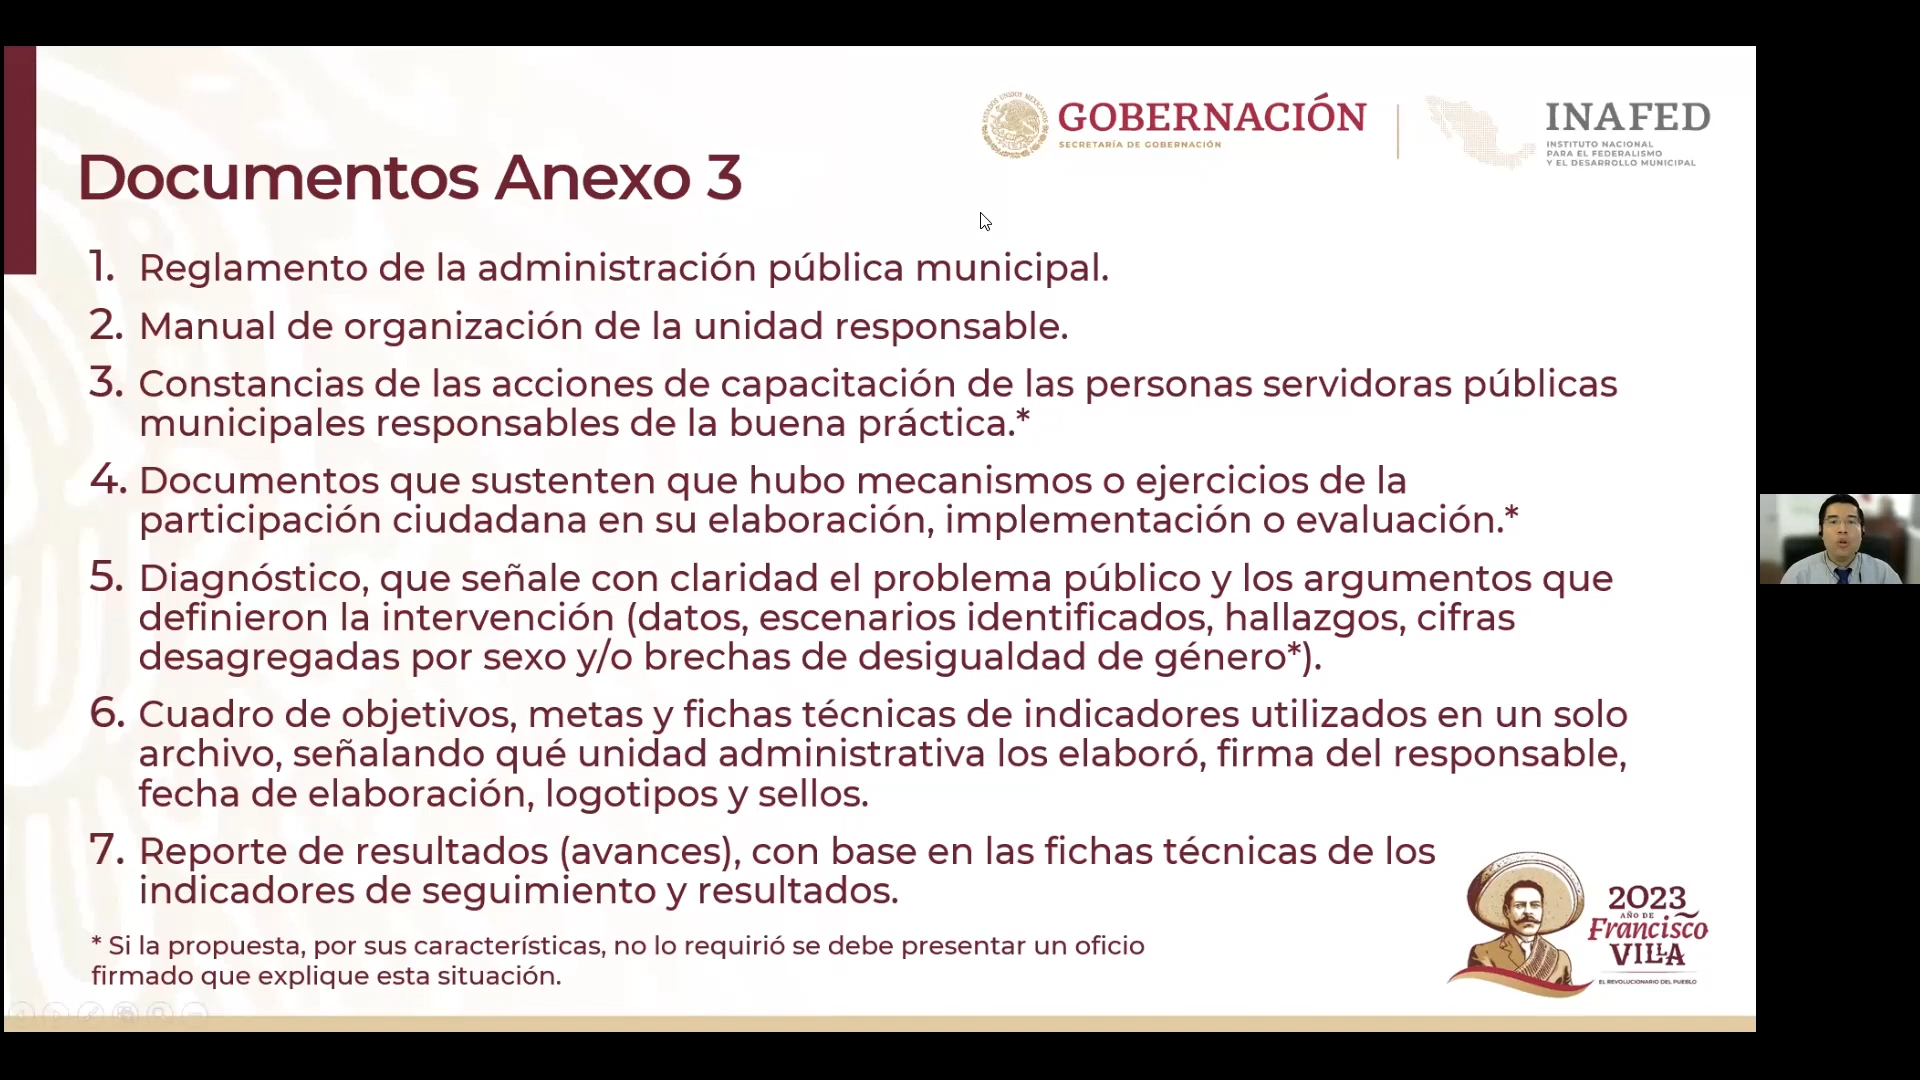 GOBERNACIÓN
SECRETARÍA DE GOBERNACIÓN
INAFED
INSTITUTO NACIONAL
PARA EL FEDERALISMO
Y EL DESARROLLO MUNICIPAL
Documentos Anexo 3
1. Reglamento de la administración pública municipal.
2. Manual de organización de la unidad responsable.
3. Constancias de las acciones de capacitación de las personas servidoras públicas
municipales responsables de la buena práctica.*
4. Documentos que sustenten que hubo mecanismos o ejercicios de la
participación ciudadana en su elaboración, implementación o evaluación.*
5. Diagnóstico, que señale con claridad el problema público y los argumentos que
definieron la intervención (datos, escenarios identificados, hallazgos, cifras
desagregadas por sexo y/o brechas de desigualdad de género*).
6. Cuadro de objetivos, metas y fichas técnicas de indicadores utilizados en un solo
archivo, señalando qué unidad administrativa los elaboró, firma del responsable,
fecha de elaboración, logotipos y sellos.
7. Reporte de resultados (avances), con base en las fichas técnicas de los
indicadores de seguimiento y resultados.
* Si la propuesta, por sus características, no lo requirió se debe presentar un oficio
firmado que explique esta situación.
2023
AÑO DE
Francisco
VILLA
EL REVOLUCIONARIO DEL PUEBLO